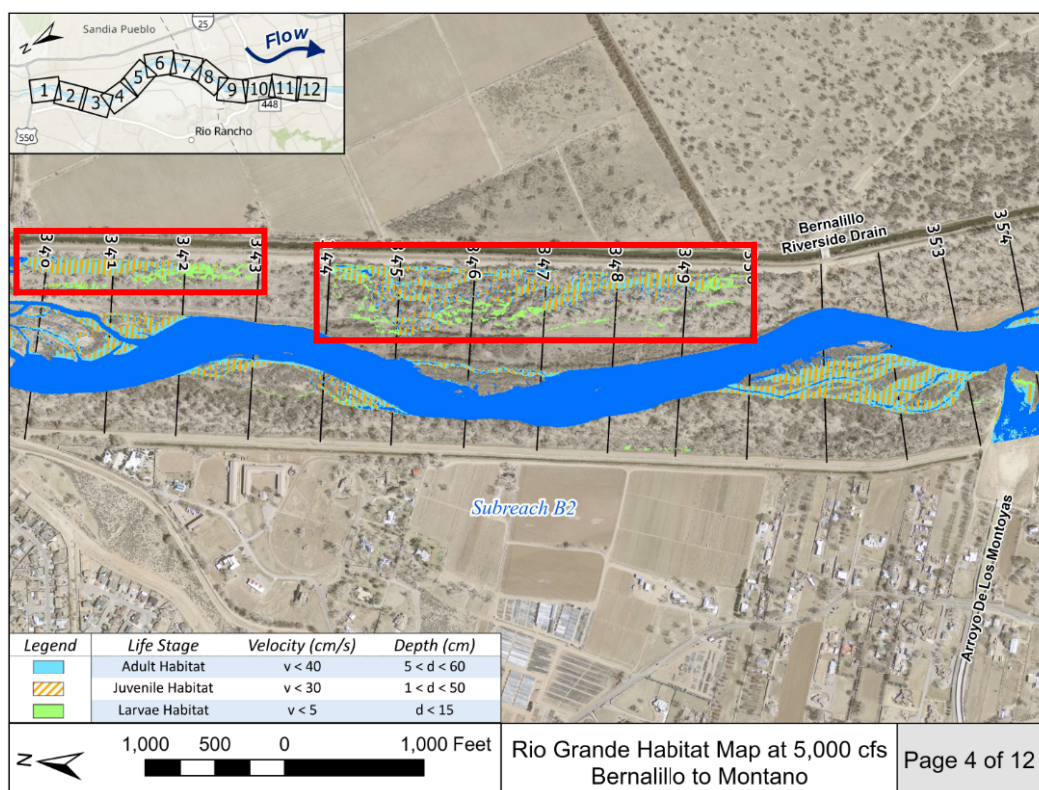 Sandia Pueblo
25
Flow
N
1 2 3 4 5 6 7 8 9 10 11 12
448
550
Rio Rancho
Bernalillo
Riverside Drain
340 341 342 343 344 345 346 347 348 349 353 354
Subreach B2
Arroyo De Los Montoyas
Legend Life Stage Velocity (cm/s) Depth (cm)
Adult Habitat v < 40 5 < d < 60
Juvenile Habitat v < 30 1 < d < 50
Larvae Habitat v < 5 d < 15
N
1,000 500 0 1,000 Feet
Rio Grande Habitat Map at 5,000 cfs
Bernalillo to Montano
Page 4 of 12